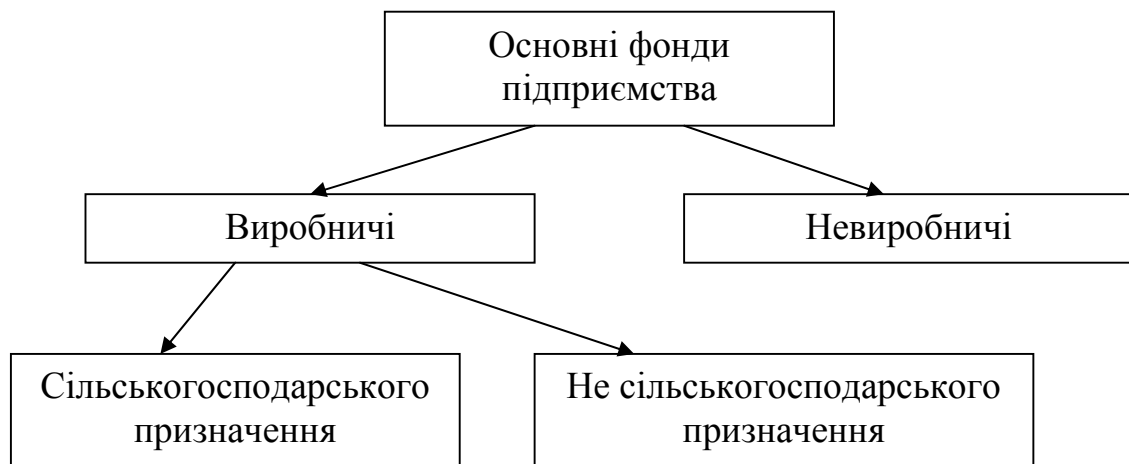 Основні фонди
підприємства
Виробничі
Невиробничі
Сільськогосподарського
призначення
Не сільськогосподарського
призначення